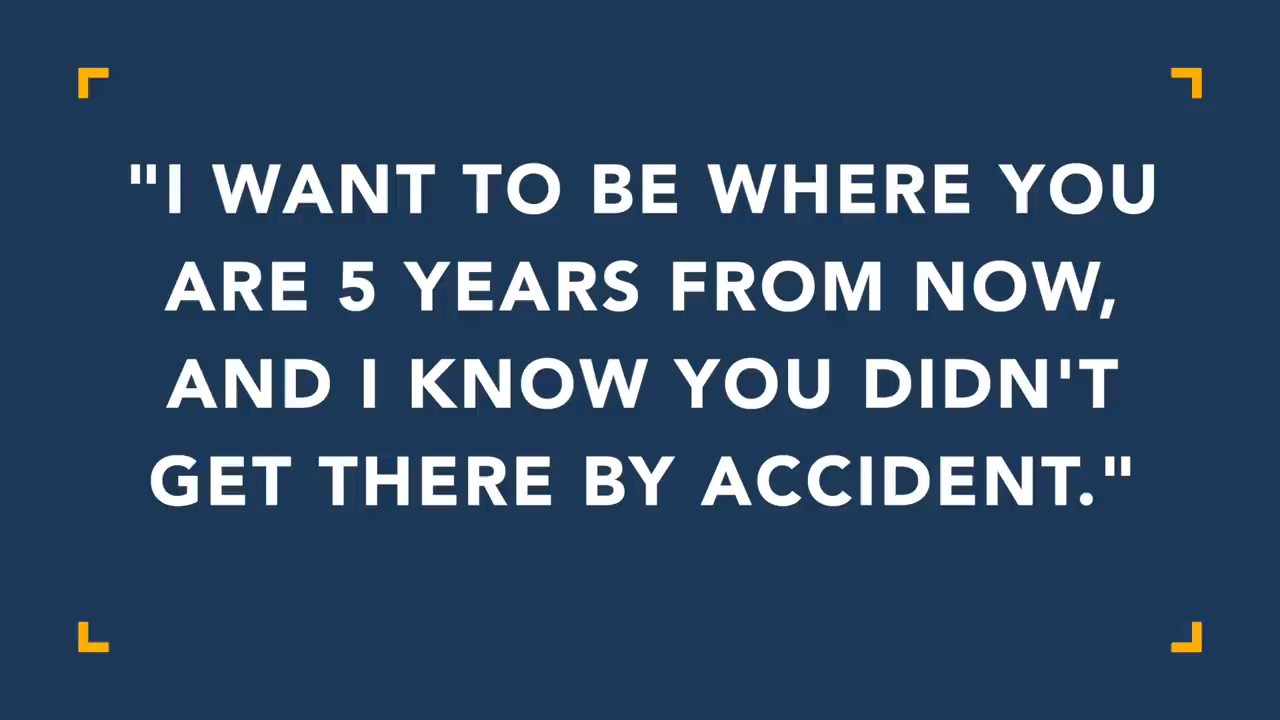 "I WANT TO BE WHERE YOU
ARE 5 YEARS FROM NOW,
AND I KNOW YOU DIDN'T
GET THERE BY ACCIDENT."